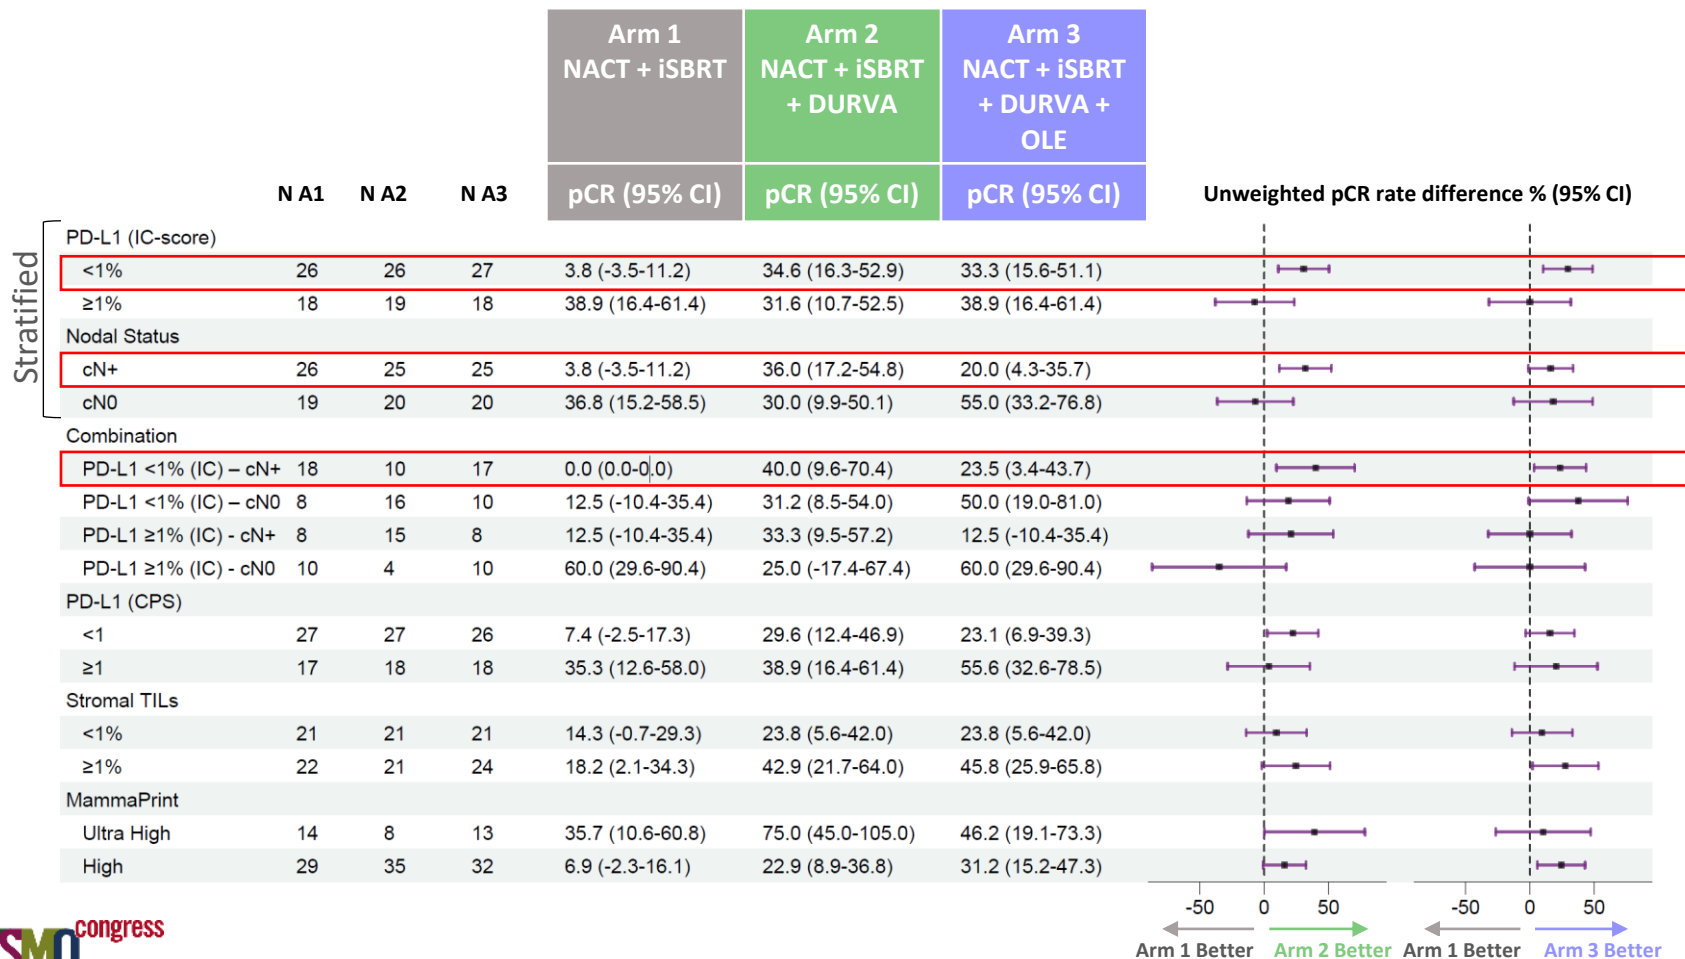 Arm 1
NACT + iSBRT
Arm 2
NACT + iSBRT
+ DURVA
Arm 3
NACT + iSBRT
+ DURVA +
OLE
N A1 N A2 N A3 pCR (95% CI) pCR (95% CI) pCR (95% CI) Unweighted pCR rate difference % (95% CI)
Stratified
PD-L1 (IC-score)
<1% 26 26 27 3.8 (-3.5-11.2) 34.6 (16.3-52.9) 33.3 (15.6-51.1)
≥1% 18 19 18 38.9 (16.4-61.4) 31.6 (10.7-52.5) 38.9 (16.4-61.4)
Nodal Status
cN+ 26 25 25 3.8 (-3.5-11.2) 36.0 (17.2-54.8) 20.0 (4.3-35.7)
cN0 19 20 20 36.8 (15.2-58.5) 30.0 (9.9-50.1) 55.0 (33.2-76.8)
Combination
PD-L1 <1% (IC) – cN+ 18 10 17 0.0 (0.0-0.0) 40.0 (9.6-70.4) 23.5 (3.4-43.7)
PD-L1 <1% (IC) – cN0 8 16 10 12.5 (-10.4-35.4) 31.2 (8.5-54.0) 50.0 (19.0-81.0)
PD-L1 ≥1% (IC) - cN+ 8 15 8 12.5 (-10.4-35.4) 33.3 (9.5-57.2) 12.5 (-10.4-35.4)
PD-L1 ≥1% (IC) - cN0 10 4 10 60.0 (29.6-90.4) 25.0 (-17.4-67.4) 60.0 (29.6-90.4)
PD-L1 (CPS)
<1 27 27 26 7.4 (-2.5-17.3) 29.6 (12.4-46.9) 23.1 (6.9-39.3)
≥1 17 18 18 35.3 (12.6-58.0) 38.9 (16.4-61.4) 55.6 (32.6-78.5)
Stromal TILs
<1% 21 21 21 14.3 (-0.7-29.3) 23.8 (5.6-42.0) 23.8 (5.6-42.0)
≥1% 22 21 24 18.2 (2.1-34.3) 42.9 (21.7-64.0) 45.8 (25.9-65.8)
MammaPrint
Ultra High 14 8 13 35.7 (10.6-60.8) 75.0 (45.0-105.0) 46.2 (19.1-73.3)
High 29 35 32 6.9 (-2.3-16.1) 22.9 (8.9-36.8) 31.2 (15.2-47.3)
-50 0 50 -50 0 50
Arm 1 Better Arm 2 Better Arm 1 Better Arm 3 Better
SMO congress